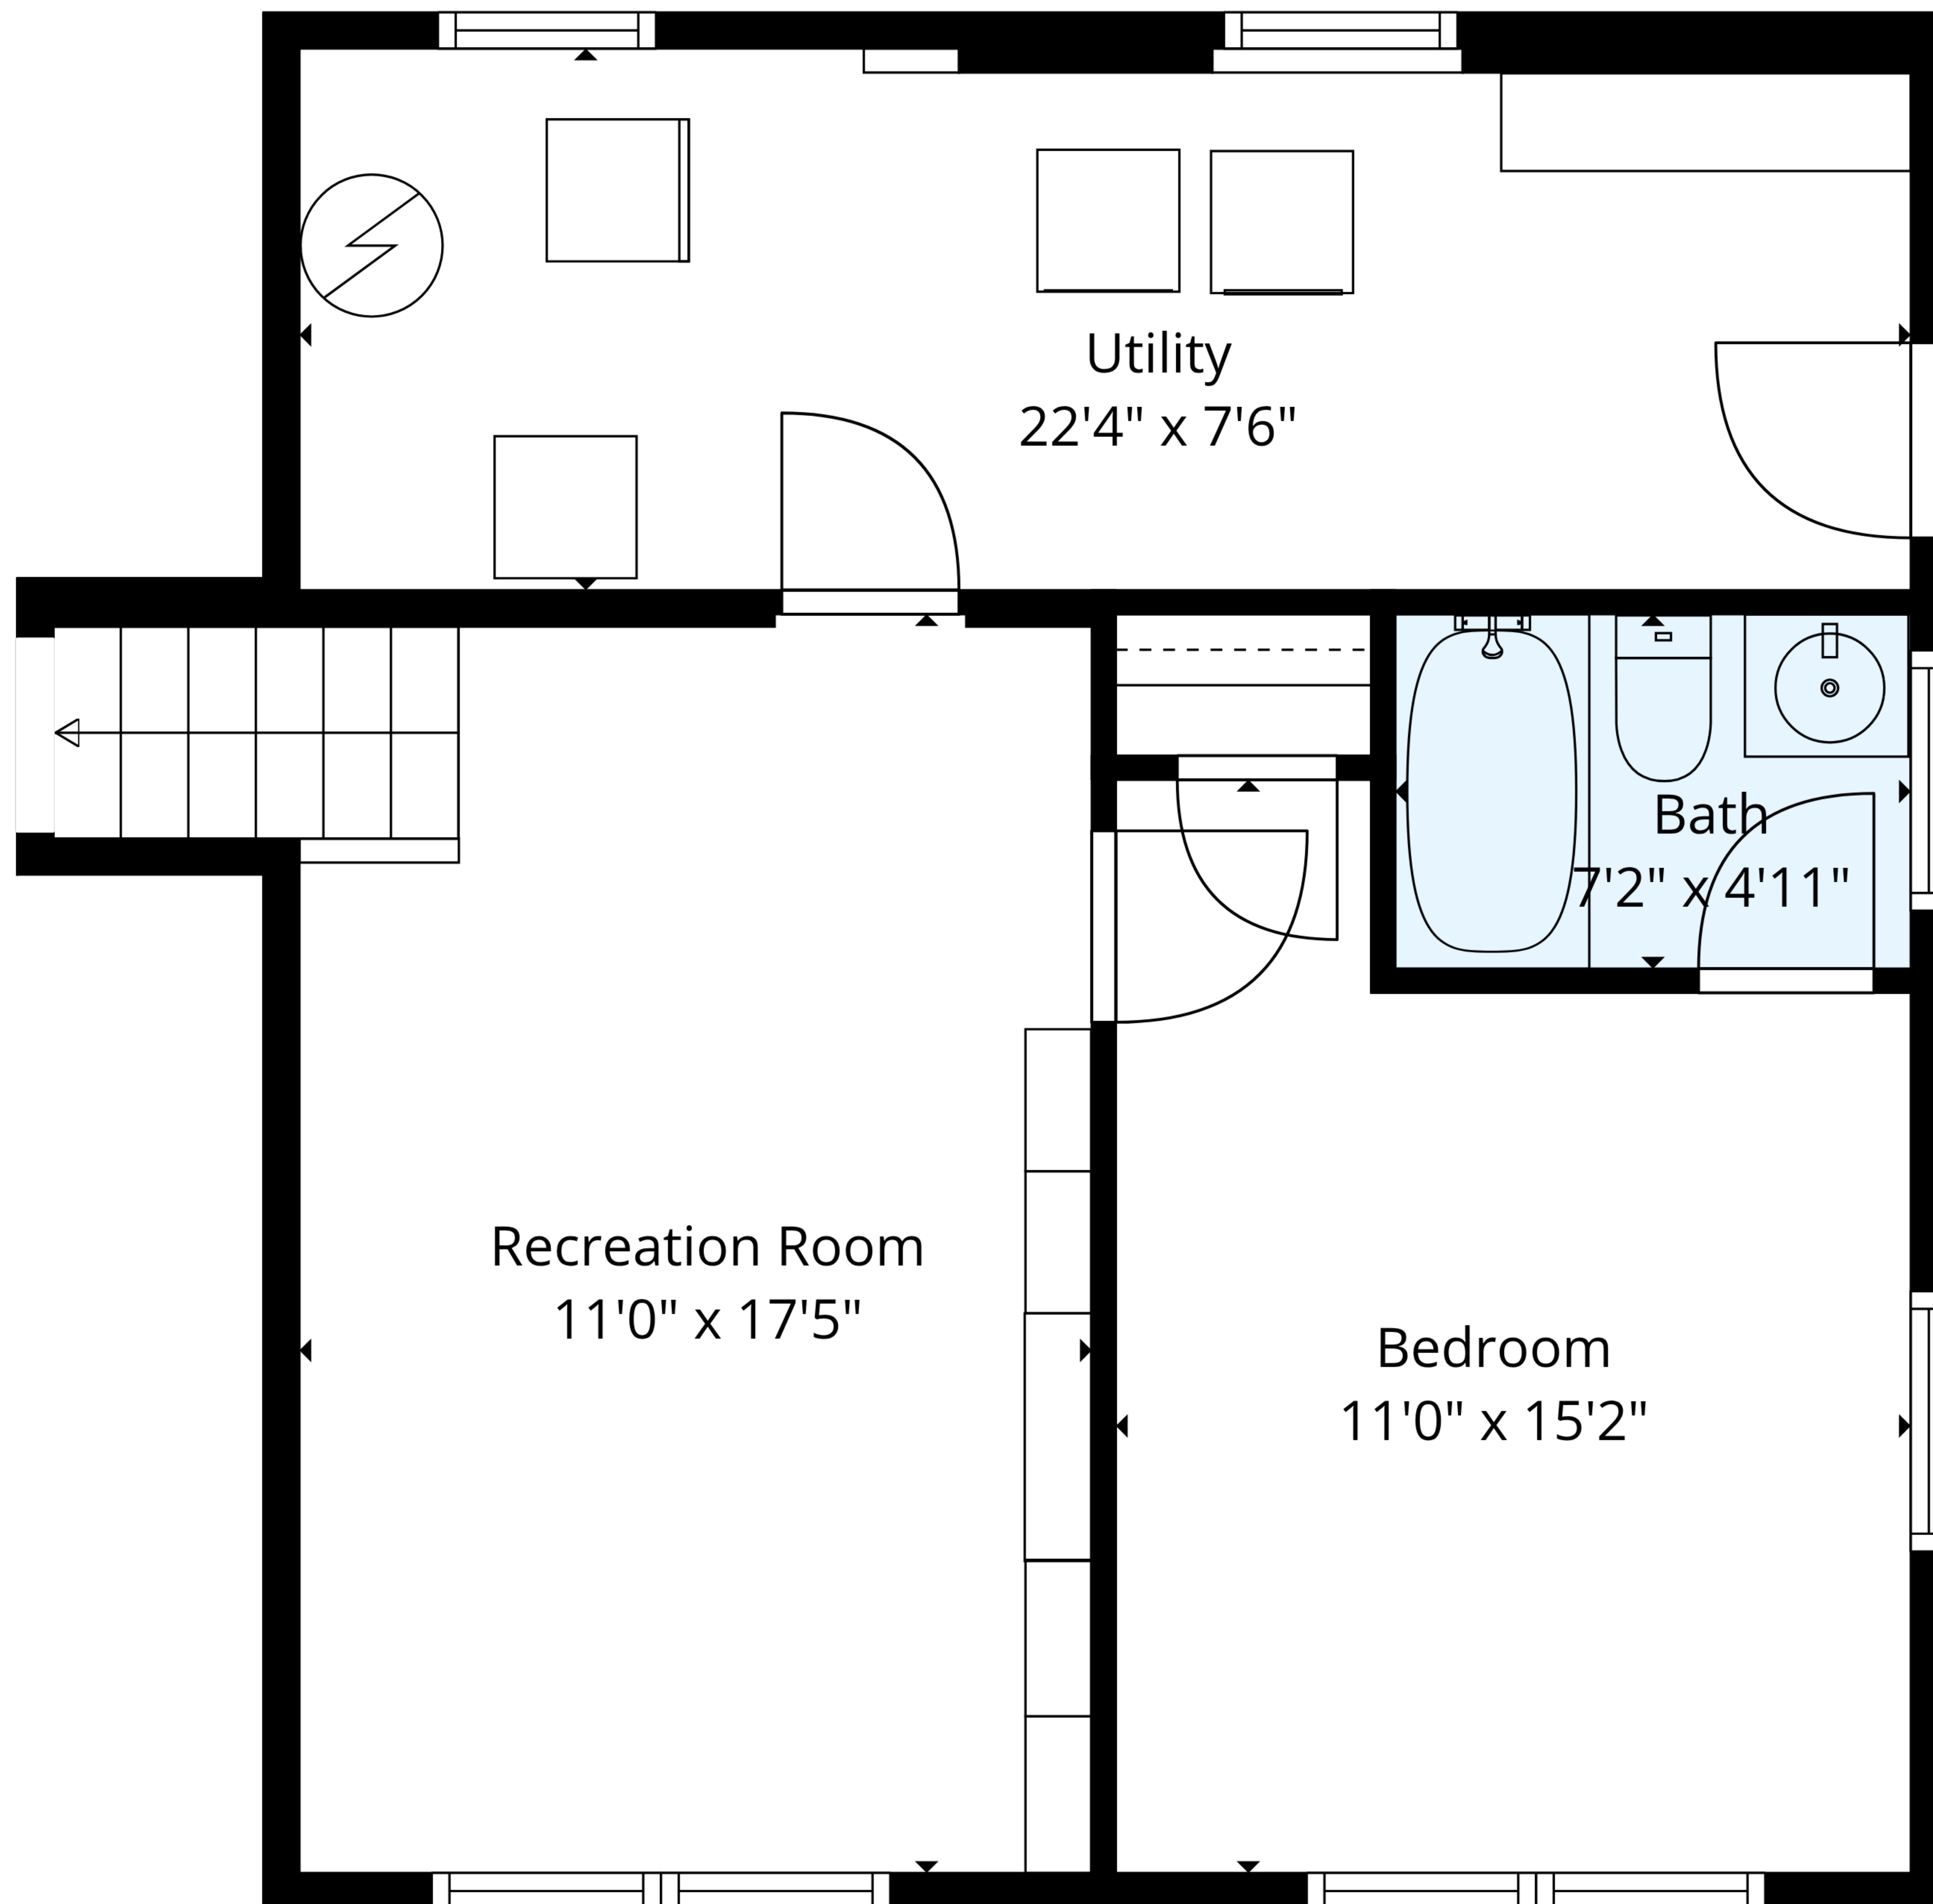 Utility
22'4" x 7'6"
Bath
7'2" x 4'11"
Recreation Room
11'0" x 17'5"
Bedroom
11'0" x 15'2"